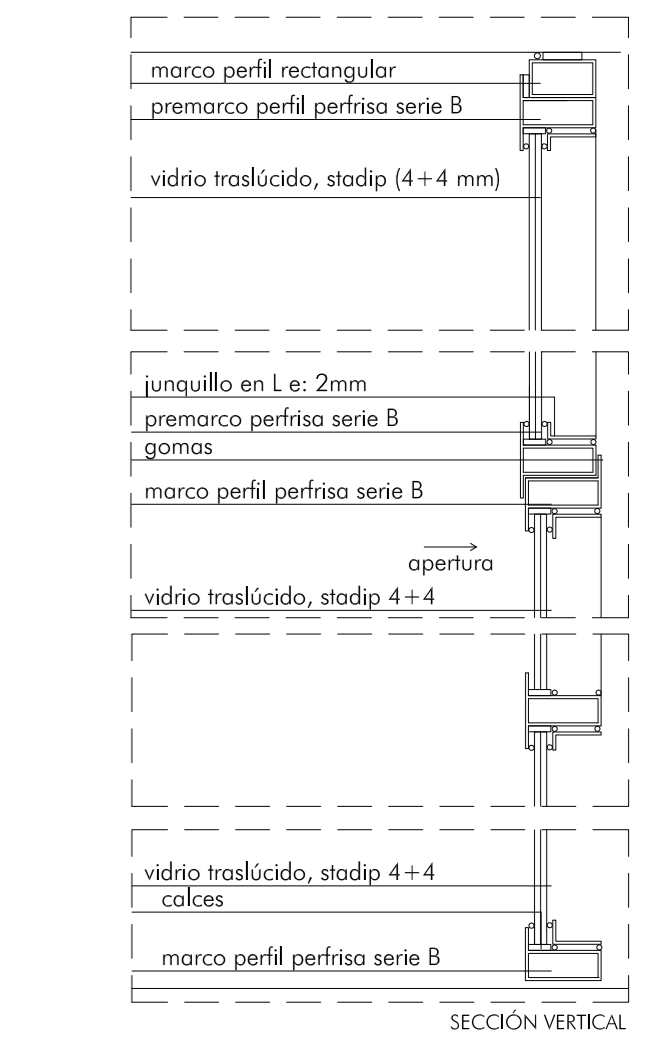 marco perfil rectangular
premarco perfil perfrisa serie B
vidrio traslúcido, stadip (4+4 mm)
junquillo en L e: 2mm
premarco perfrisa serie B
gomas
marco perfil perfrisa serie B
apertura
vidrio traslúcido, stadip 4+4
vidrio traslúcido, stadip 4+4
calces
marco perfil perfrisa serie B
SECCIÓN VERTICAL